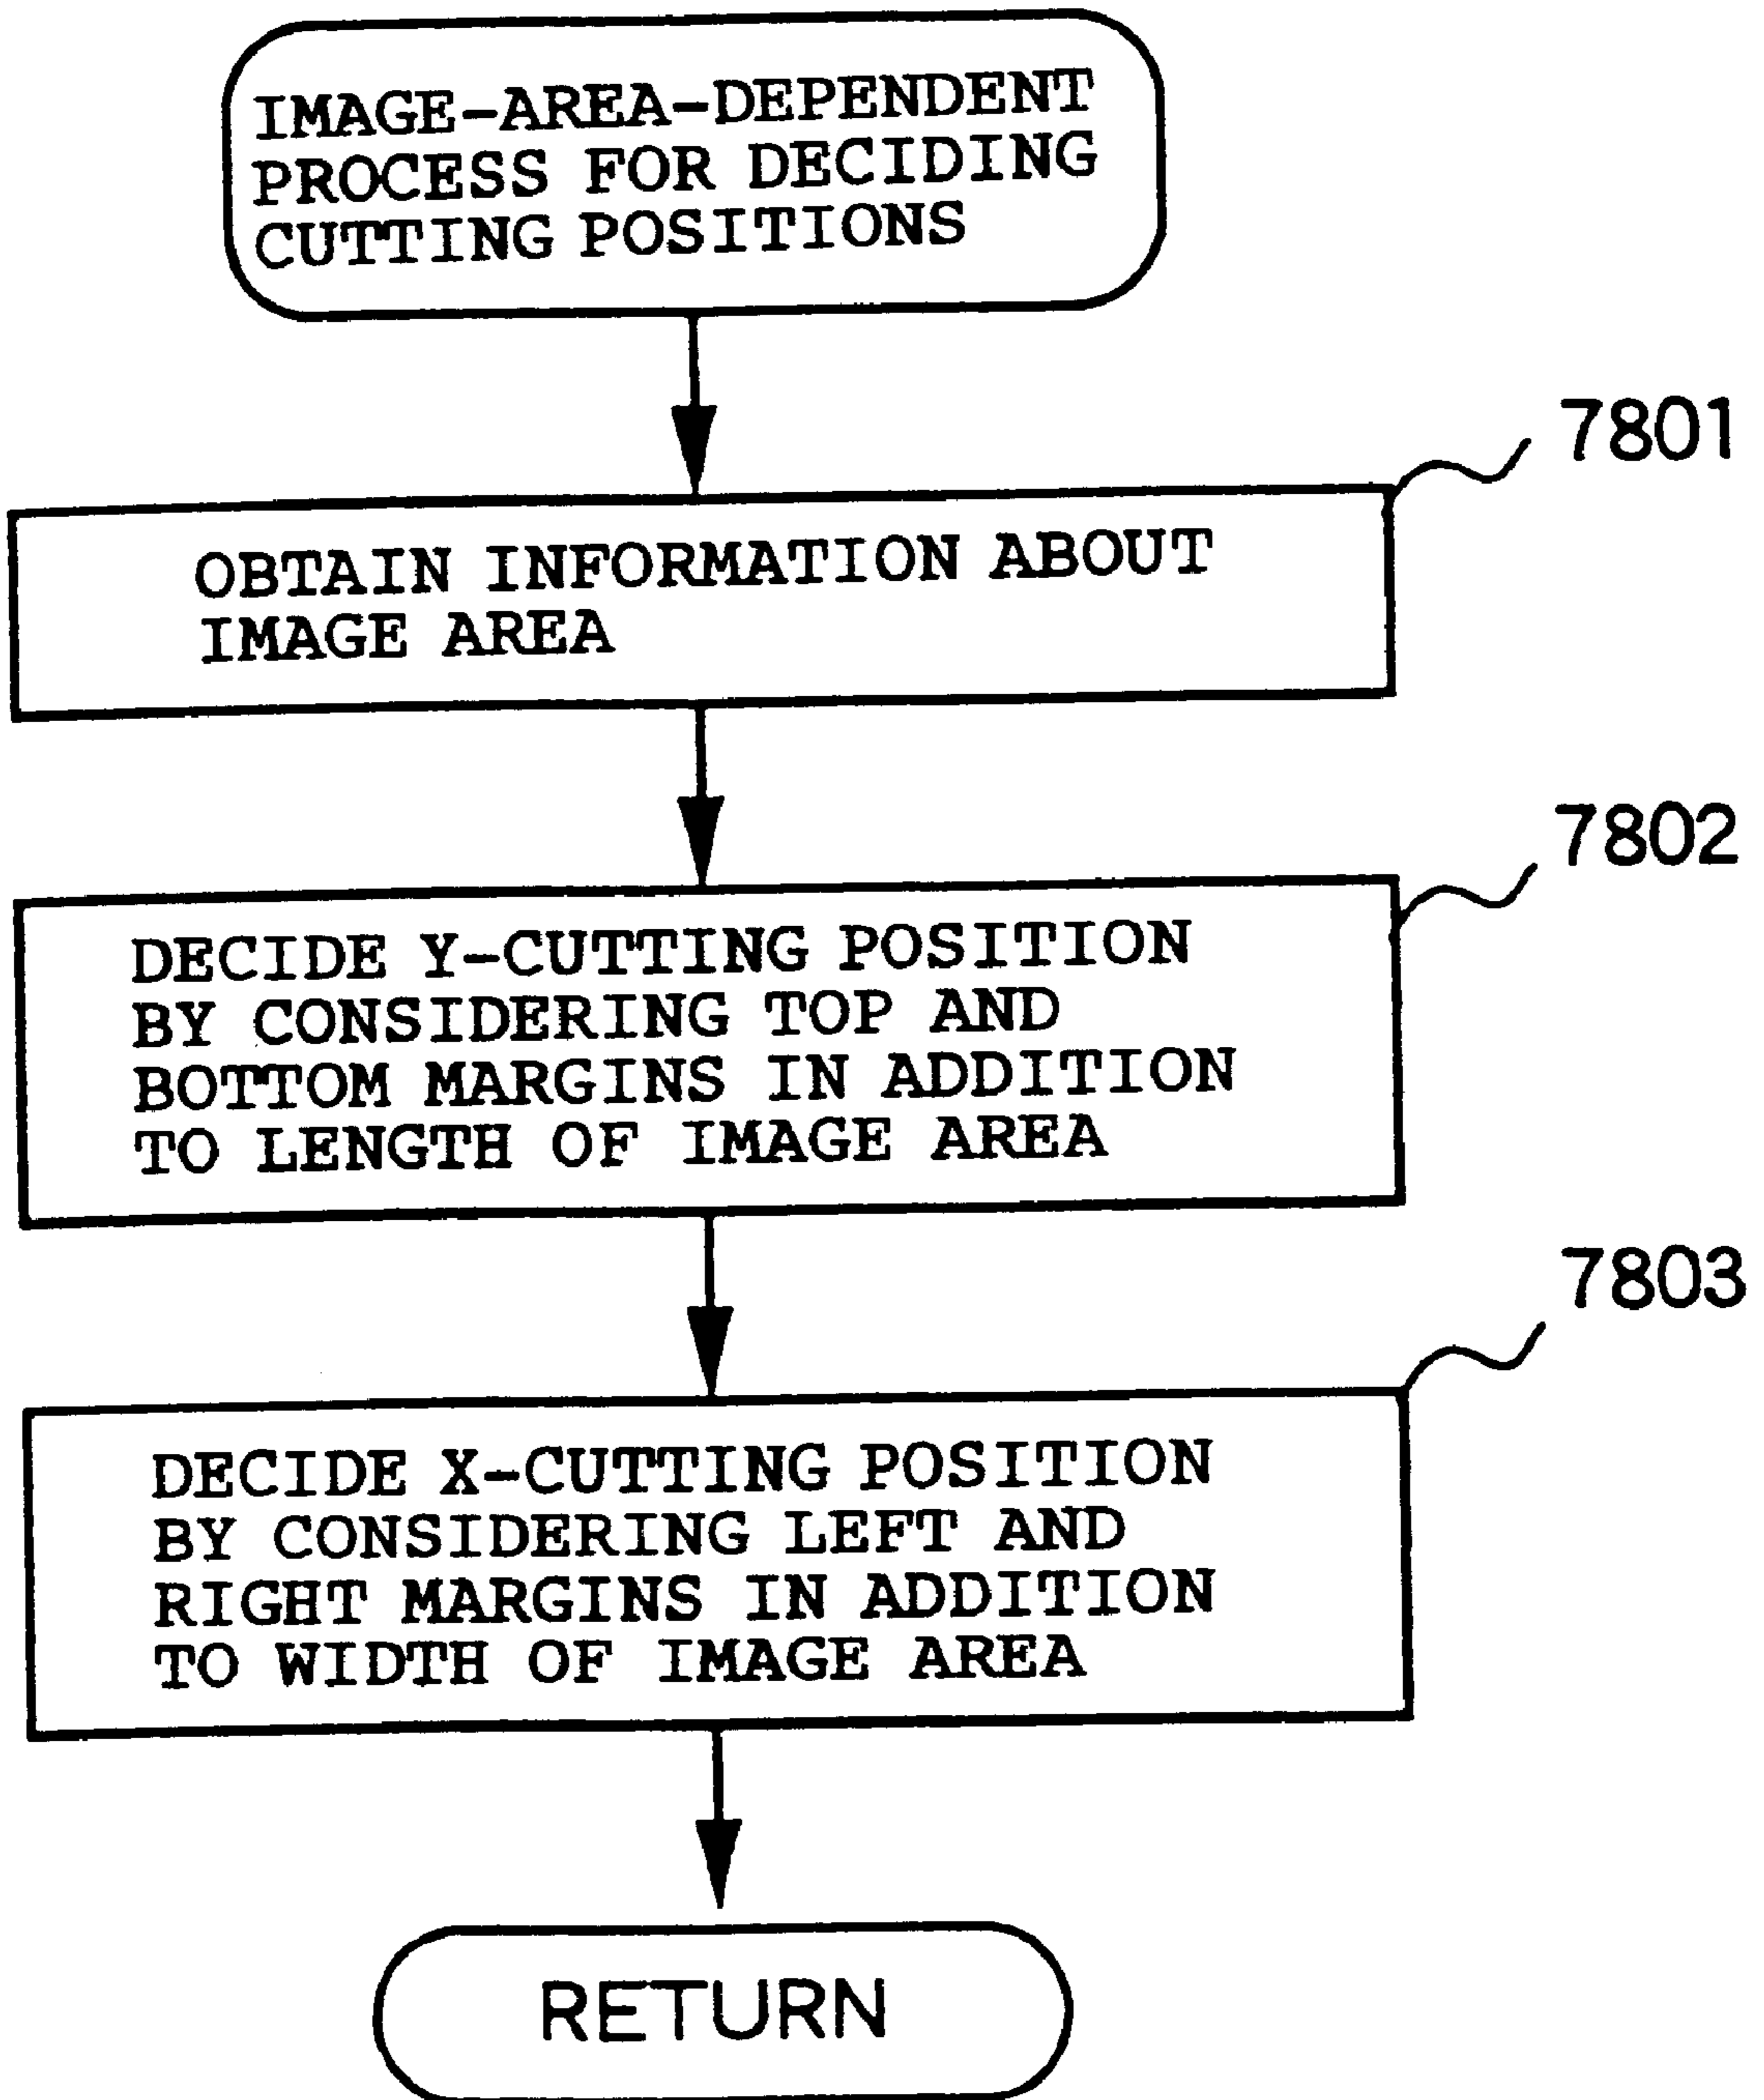 IMAGE-AREA-DEPENDENT
PROCESS FOR DECIDING
CUTTING POSITIONS
7801
OBTAIN INFORMATION ABOUT
IMAGE AREA
7802
DECIDE Y-CUTTING POSITION
BY CONSIDERING TOP AND
BOTTOM MARGINS IN ADDITION
TO LENGTH OF IMAGE AREA
7803
DECIDE X-CUTTING POSITION
BY CONSIDERING LEFT AND
RIGHT MARGINS IN ADDITION
TO WIDTH OF IMAGE AREA
RETURN